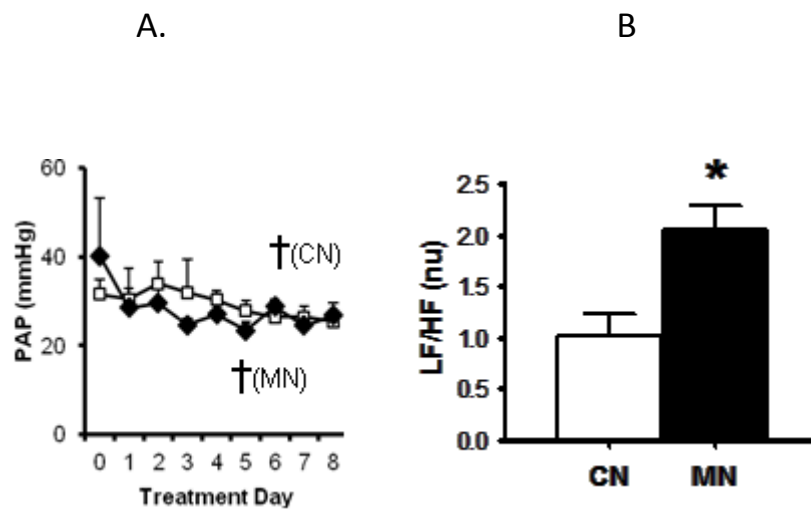 A.
B
60
40
20
0
PAP (mmHg)
†(CN)
†(MN)
0 1 2 3 4 5 6 7 8
Treatment Day
2.5
2.0
1.5
1.0
0.5
0.0
LF/HF (nu)
*
CN MN